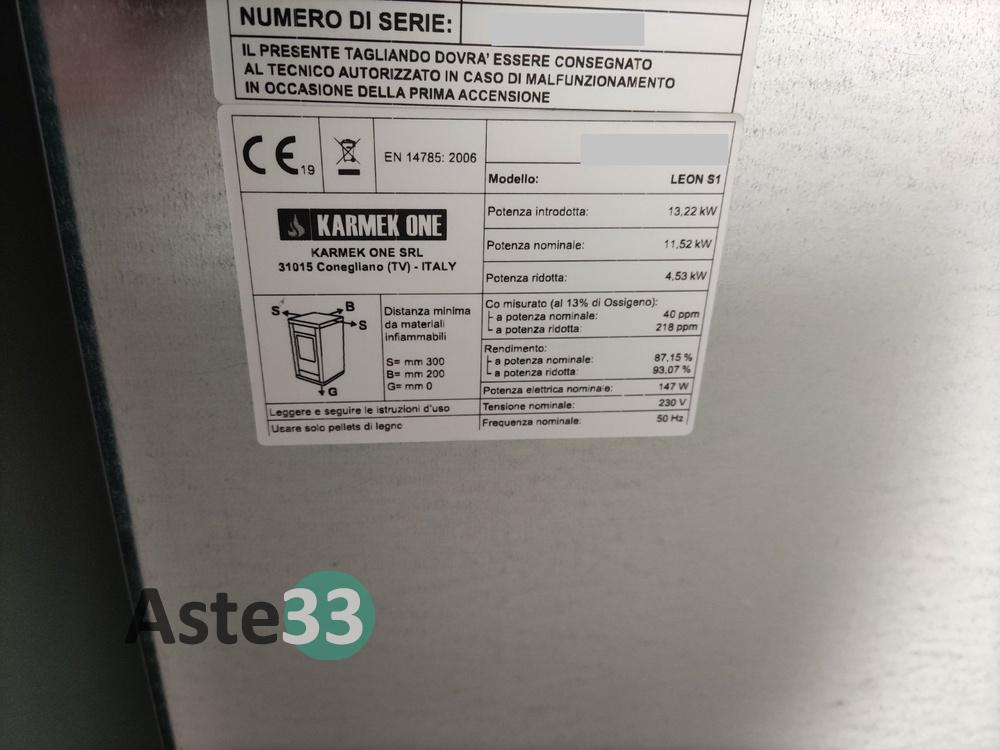 NUMERO DI SERIE:
IL PRESENTE TAGLIANDO DOVRA' ESSERE CONSEGNATO
AL TECNICO AUTORIZZATO IN CASO DI MALFUNZIONAMENTO
IN OCCASIONE DELLA PRIMA ACCENSIONE
CE 19
EN 14785: 2006
Modello: LEON S1
KARMEK ONE
KARMEK ONE SRL
31015 Conegliano (TV) - ITALY
Potenza introdotta: 13,22 kW
Potenza nominale: 11,52 kW
Potenza ridotta: 4,53 kW
S B S G
Distanza minima
da materiali
infiammabili
S= mm 300
B= mm 200
G= mm 0
Co misurato (al 13% di Ossigeno):
a potenza nominale: 40 ppm
a potenza ridotta: 218 ppm
Rendimento:
a potenza nominale: 87,15 %
a potenza ridotta: 93,07 %
Potenza elettrica nominale: 147 W
Tensione nominale: 230 V
Frequenza nominale: 50 Hz
Leggere e seguire le istruzioni d'uso
Usare solo pellets di legno
Aste33